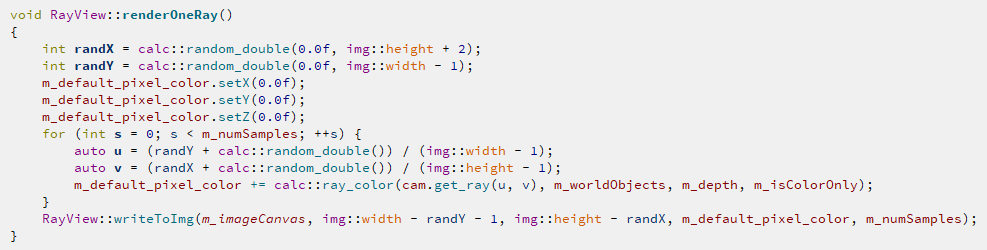 void RayView::renderOneRay()
{
    int randX = calc::random_double(0.0f, img::height + 2);
    int randY = calc::random_double(0.0f, img::width - 1);
    m_default_pixel_color.setX(0.0f);
    m_default_pixel_color.setY(0.0f);
    m_default_pixel_color.setZ(0.0f);
    for (int s = 0; s < m_numSamples; ++s) {
        auto u = (randY + calc::random_double()) / (img::width - 1);
        auto v = (randX + calc::random_double()) / (img::height - 1);
        m_default_pixel_color += calc::ray_color(cam.get_ray(u, v), m_worldObjects, m_depth, m_isColorOnly);
    }
    RayView::writeToImg(m_imageCanvas, img::width - randY - 1, img::height - randX, m_default_pixel_color, m_numSamples);
}